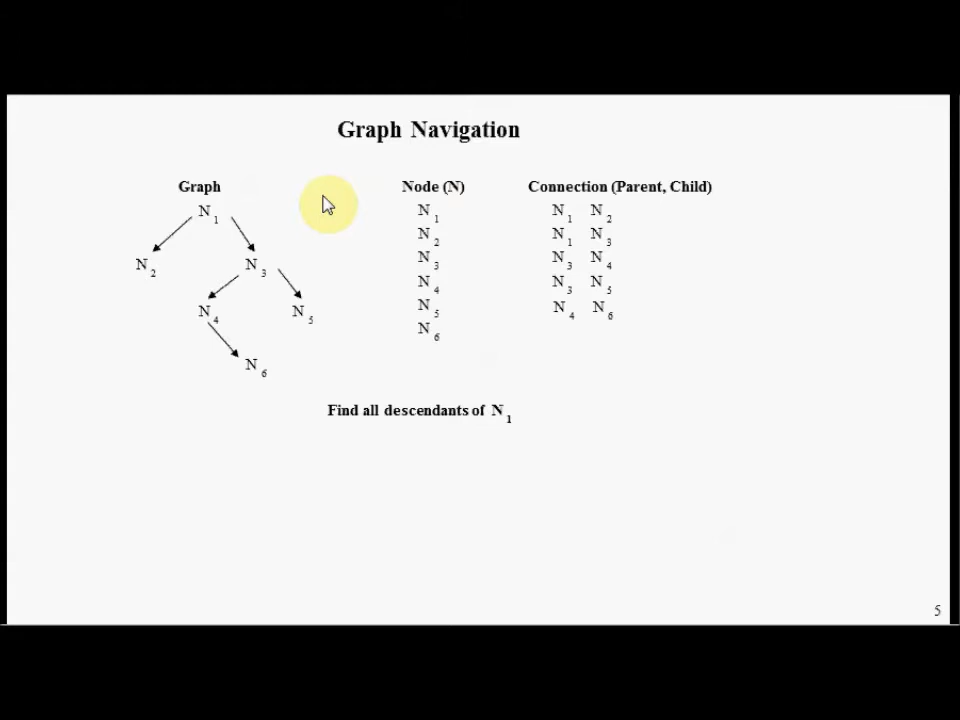 Graph Navigation
Graph
N1
N2
N3
N4
N5
N6
Node (N)
N1
N2
N3
N4
N5
N6
Connection (Parent, Child)
N1 N2
N1 N3
N3 N4
N3 N5
N4 N6
Find all descendants of N1
5